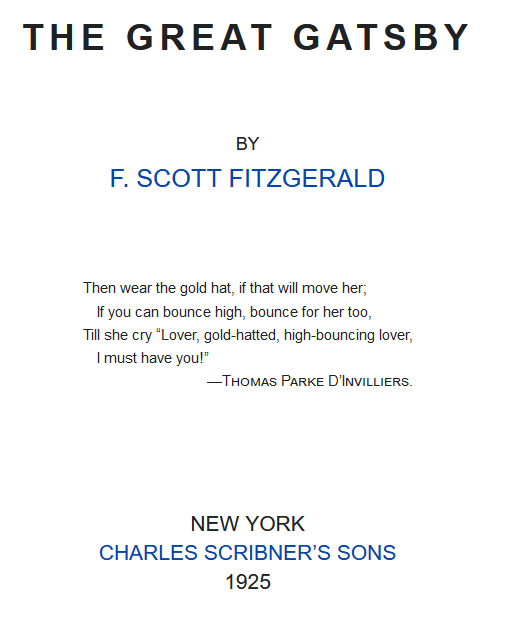 THE GREAT GATSBY
BY
F. SCOTT FITZGERALD
Then wear the gold hat, if that will move her;
If you can bounce high, bounce for her too,
Till she cry “Lover, gold-hatted, high-bouncing lover,
I must have you!”
—Thomas Parke D’Invilliers.
NEW YORK
CHARLES SCRIBNER’S SONS
1925